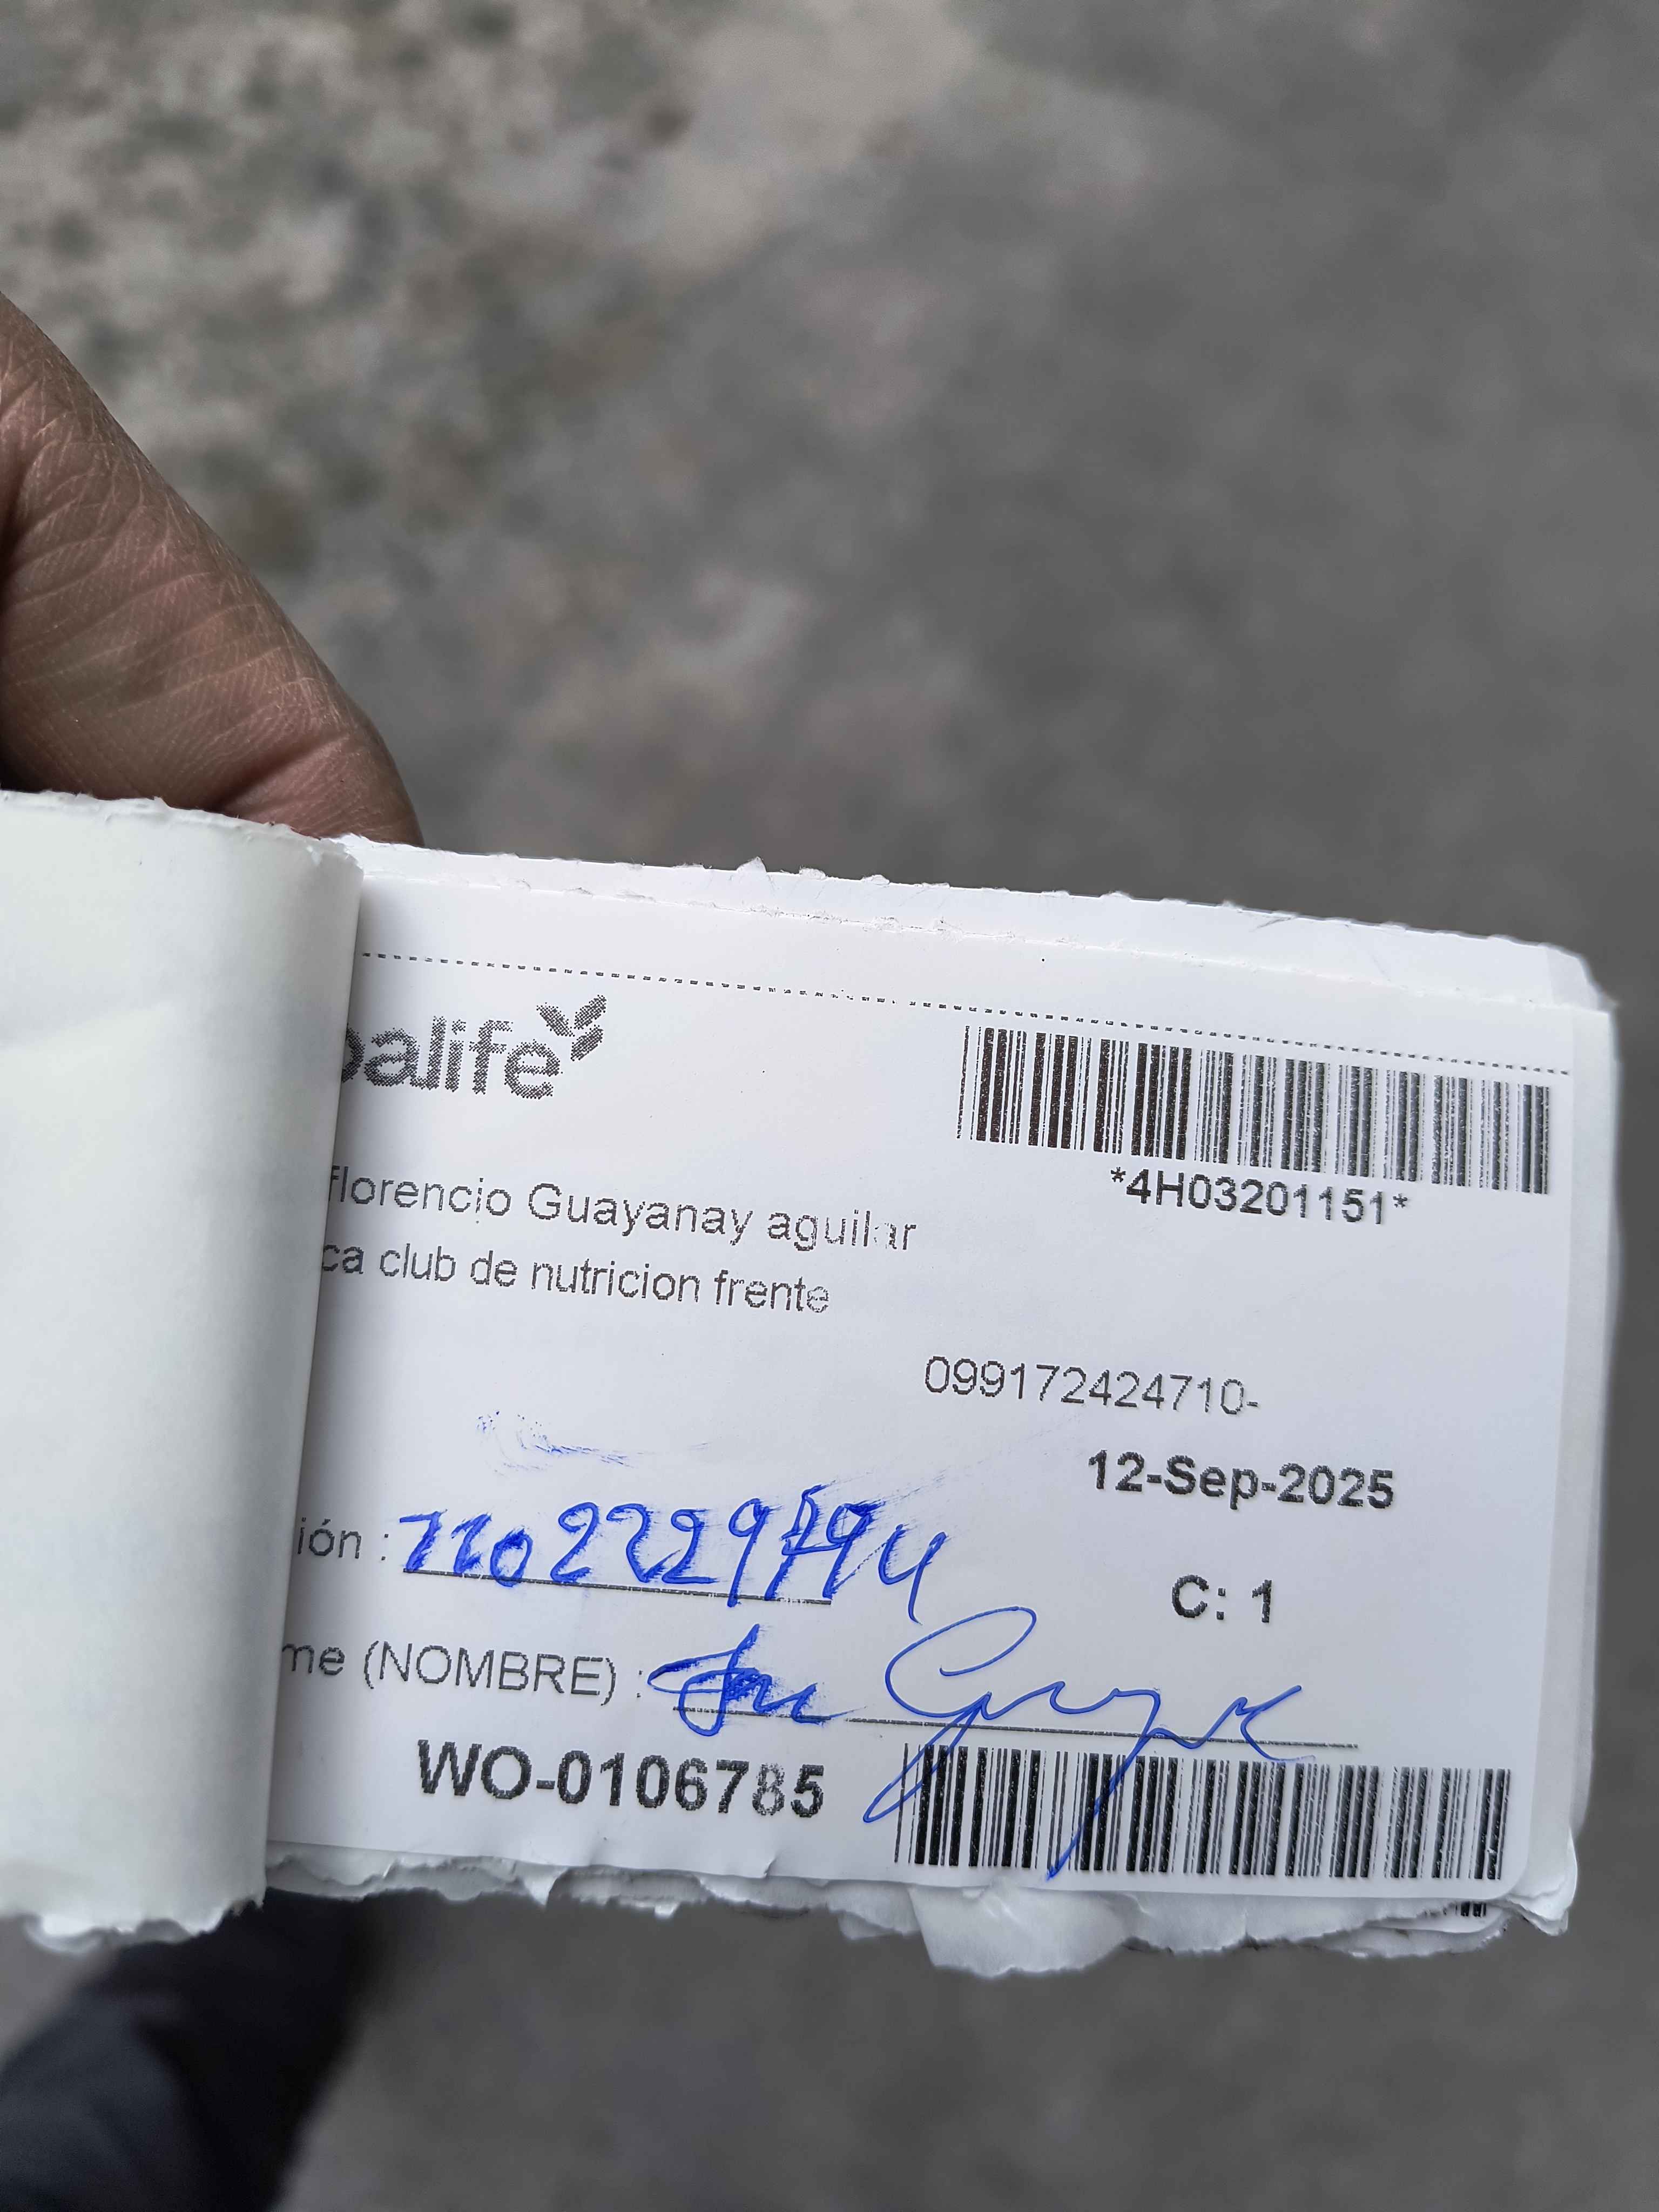 balife
*4H03201151*
florencio Guayanay aguilar
ca club de nutricion frente
099172424710-
12-Sep-2025
ión :
C: 1
me (NOMBRE) :
WO-0106785